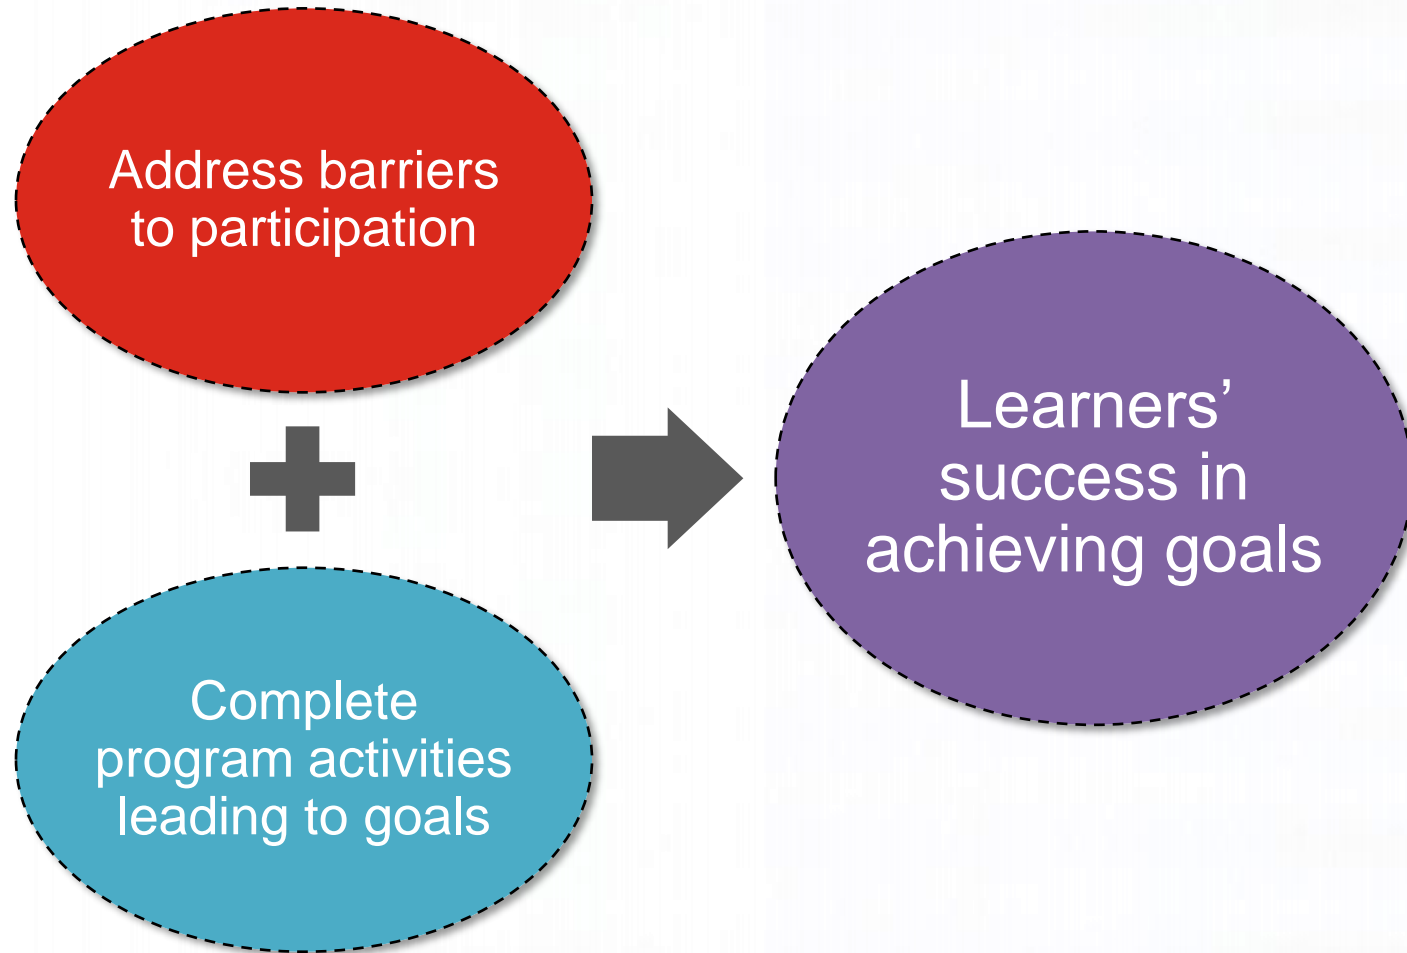 Address barriers
to participation
Complete
program activities
leading to goals
Learners’
success in
achieving goals